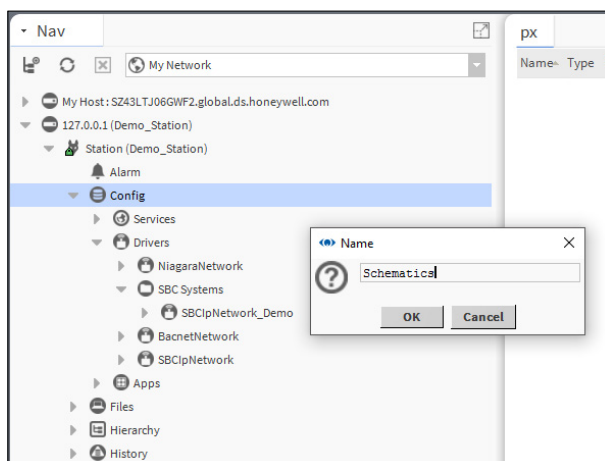 Nav
My Network
My Host : SZ43LTJ06GWF2.global.ds.honeywell.com
127.0.0.1 (Demo_Station)
Station (Demo_Station)
Alarm
Config
Services
Drivers
NiagaraNetwork
SBC Systems
SBCIpNetwork_Demo
BacnetNetwork
SBCIpNetwork
Apps
Files
Hierarchy
History
px
Name Type
Name
Schematics
OK Cancel